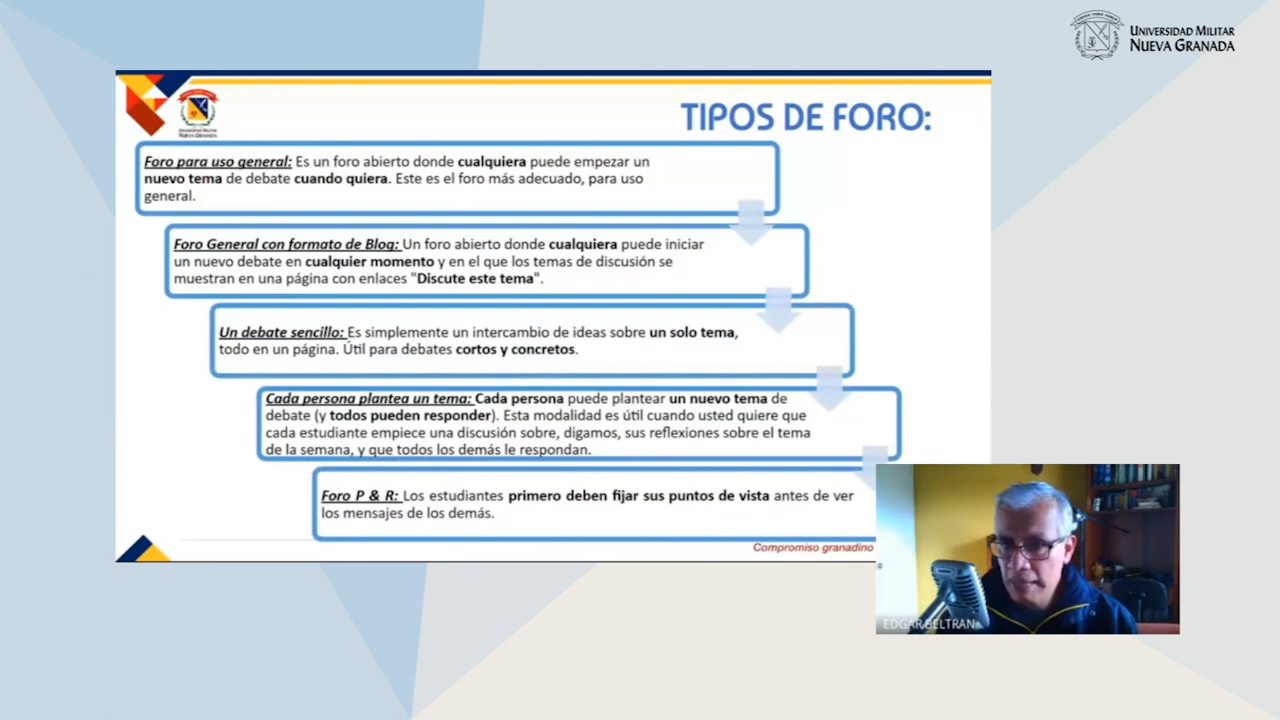 UNIVERSIDAD MILITAR
NUEVA GRANADA
UNIVERSIDAD MILITAR
NUEVA GRANADA
TIPOS DE FORO:
Foro para uso general: Es un foro abierto donde cualquiera puede empezar un
nuevo tema de debate cuando quiera. Este es el foro más adecuado, para uso
general.
Foro General con formato de Blog: Un foro abierto donde cualquiera puede iniciar
un nuevo debate en cualquier momento y en el que los temas de discusión se
muestran en una página con enlaces "Discute este tema".
Un debate sencillo: Es simplemente un intercambio de ideas sobre un solo tema,
todo en un página. Útil para debates cortos y concretos.
Cada persona plantea un tema: Cada persona puede plantear un nuevo tema de
debate (y todos pueden responder). Esta modalidad es útil cuando usted quiere que
cada estudiante empiece una discusión sobre, digamos, sus reflexiones sobre el tema
de la semana, y que todos los demás le respondan.
Foro P & R: Los estudiantes primero deben fijar sus puntos de vista antes de ver
los mensajes de los demás.
Compromiso granadino
EDGAR BELTRAN